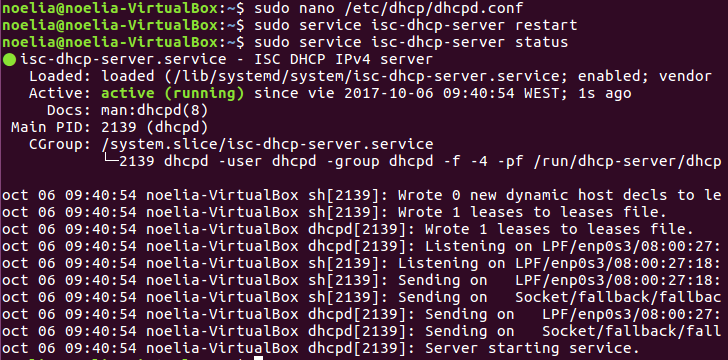 noelia@noelia-VirtualBox:~$ sudo nano /etc/dhcp/dhcpd.conf
noelia@noelia-VirtualBox:~$ sudo service isc-dhcp-server restart
noelia@noelia-VirtualBox:~$ sudo service isc-dhcp-server status
● isc-dhcp-server.service - ISC DHCP IPv4 server
   Loaded: loaded (/lib/systemd/system/isc-dhcp-server.service; enabled; vendor
   Active: active (running) since vie 2017-10-06 09:40:54 WEST; 1s ago
     Docs: man:dhcpd(8)
 Main PID: 2139 (dhcpd)
   CGroup: /system.slice/isc-dhcp-server.service
           └─2139 dhcpd -user dhcpd -group dhcpd -f -4 -pf /run/dhcp-server/dhcp
oct 06 09:40:54 noelia-VirtualBox sh[2139]: Wrote 0 new dynamic host decls to le
oct 06 09:40:54 noelia-VirtualBox sh[2139]: Wrote 1 leases to leases file.
oct 06 09:40:54 noelia-VirtualBox dhcpd[2139]: Wrote 1 leases to leases file.
oct 06 09:40:54 noelia-VirtualBox dhcpd[2139]: Listening on LPF/enp0s3/08:00:27:
oct 06 09:40:54 noelia-VirtualBox sh[2139]: Listening on LPF/enp0s3/08:00:27:18:
oct 06 09:40:54 noelia-VirtualBox sh[2139]: Sending on   LPF/enp0s3/08:00:27:18:
oct 06 09:40:54 noelia-VirtualBox sh[2139]: Sending on   Socket/fallback/fallbac
oct 06 09:40:54 noelia-VirtualBox dhcpd[2139]: Sending on   LPF/enp0s3/08:00:27:
oct 06 09:40:54 noelia-VirtualBox dhcpd[2139]: Sending on   Socket/fallback/fall
oct 06 09:40:54 noelia-VirtualBox dhcpd[2139]: Server starting service.